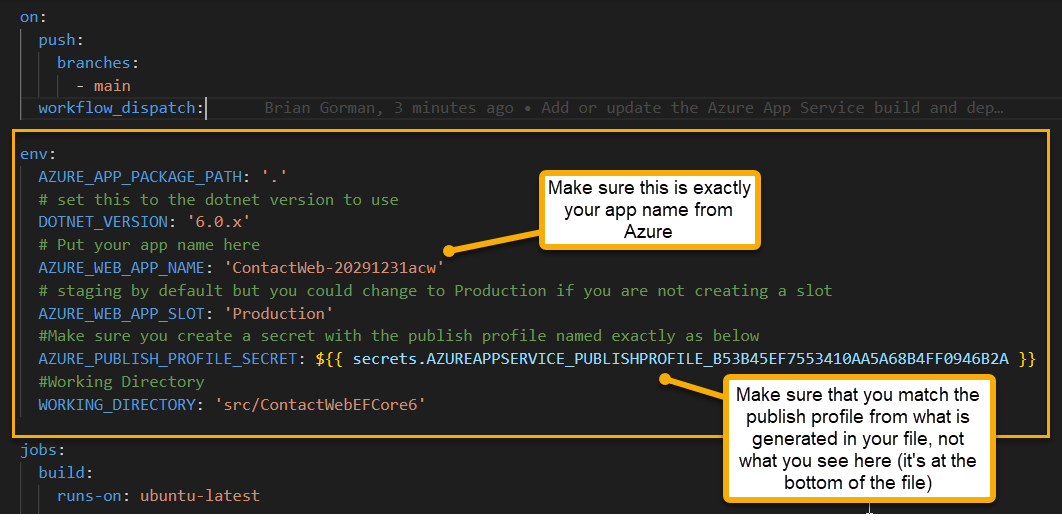 on:
push:
branches:
- main
workflow_dispatch: Brian Gorman, 3 minutes ago • Add or update the Azure App Service build and dep…
env:
AZURE_APP_PACKAGE_PATH: '.'
# set this to the dotnet version to use
DOTNET_VERSION: '6.0.x'
# Put your app name here
AZURE_WEB_APP_NAME: 'ContactWeb-20291231acw'
# staging by default but you could change to Production if you are not creating a slot
AZURE_WEB_APP_SLOT: 'Production'
#Make sure you create a secret with the publish profile named exactly as below
AZURE_PUBLISH_PROFILE_SECRET: ${{ secrets.AZUREAPPSERVICE_PUBLISHPROFILE_B53B45EF7553410AA5A68B4FF0946B2A }}
#Working Directory
WORKING_DIRECTORY: 'src/ContactWebEFCore6'
jobs:
build:
runs-on: ubuntu-latest
Make sure this is exactly
your app name from
Azure
Make sure that you match the
publish profile from what is
generated in your file, not
what you see here (it's at the
bottom of the file)